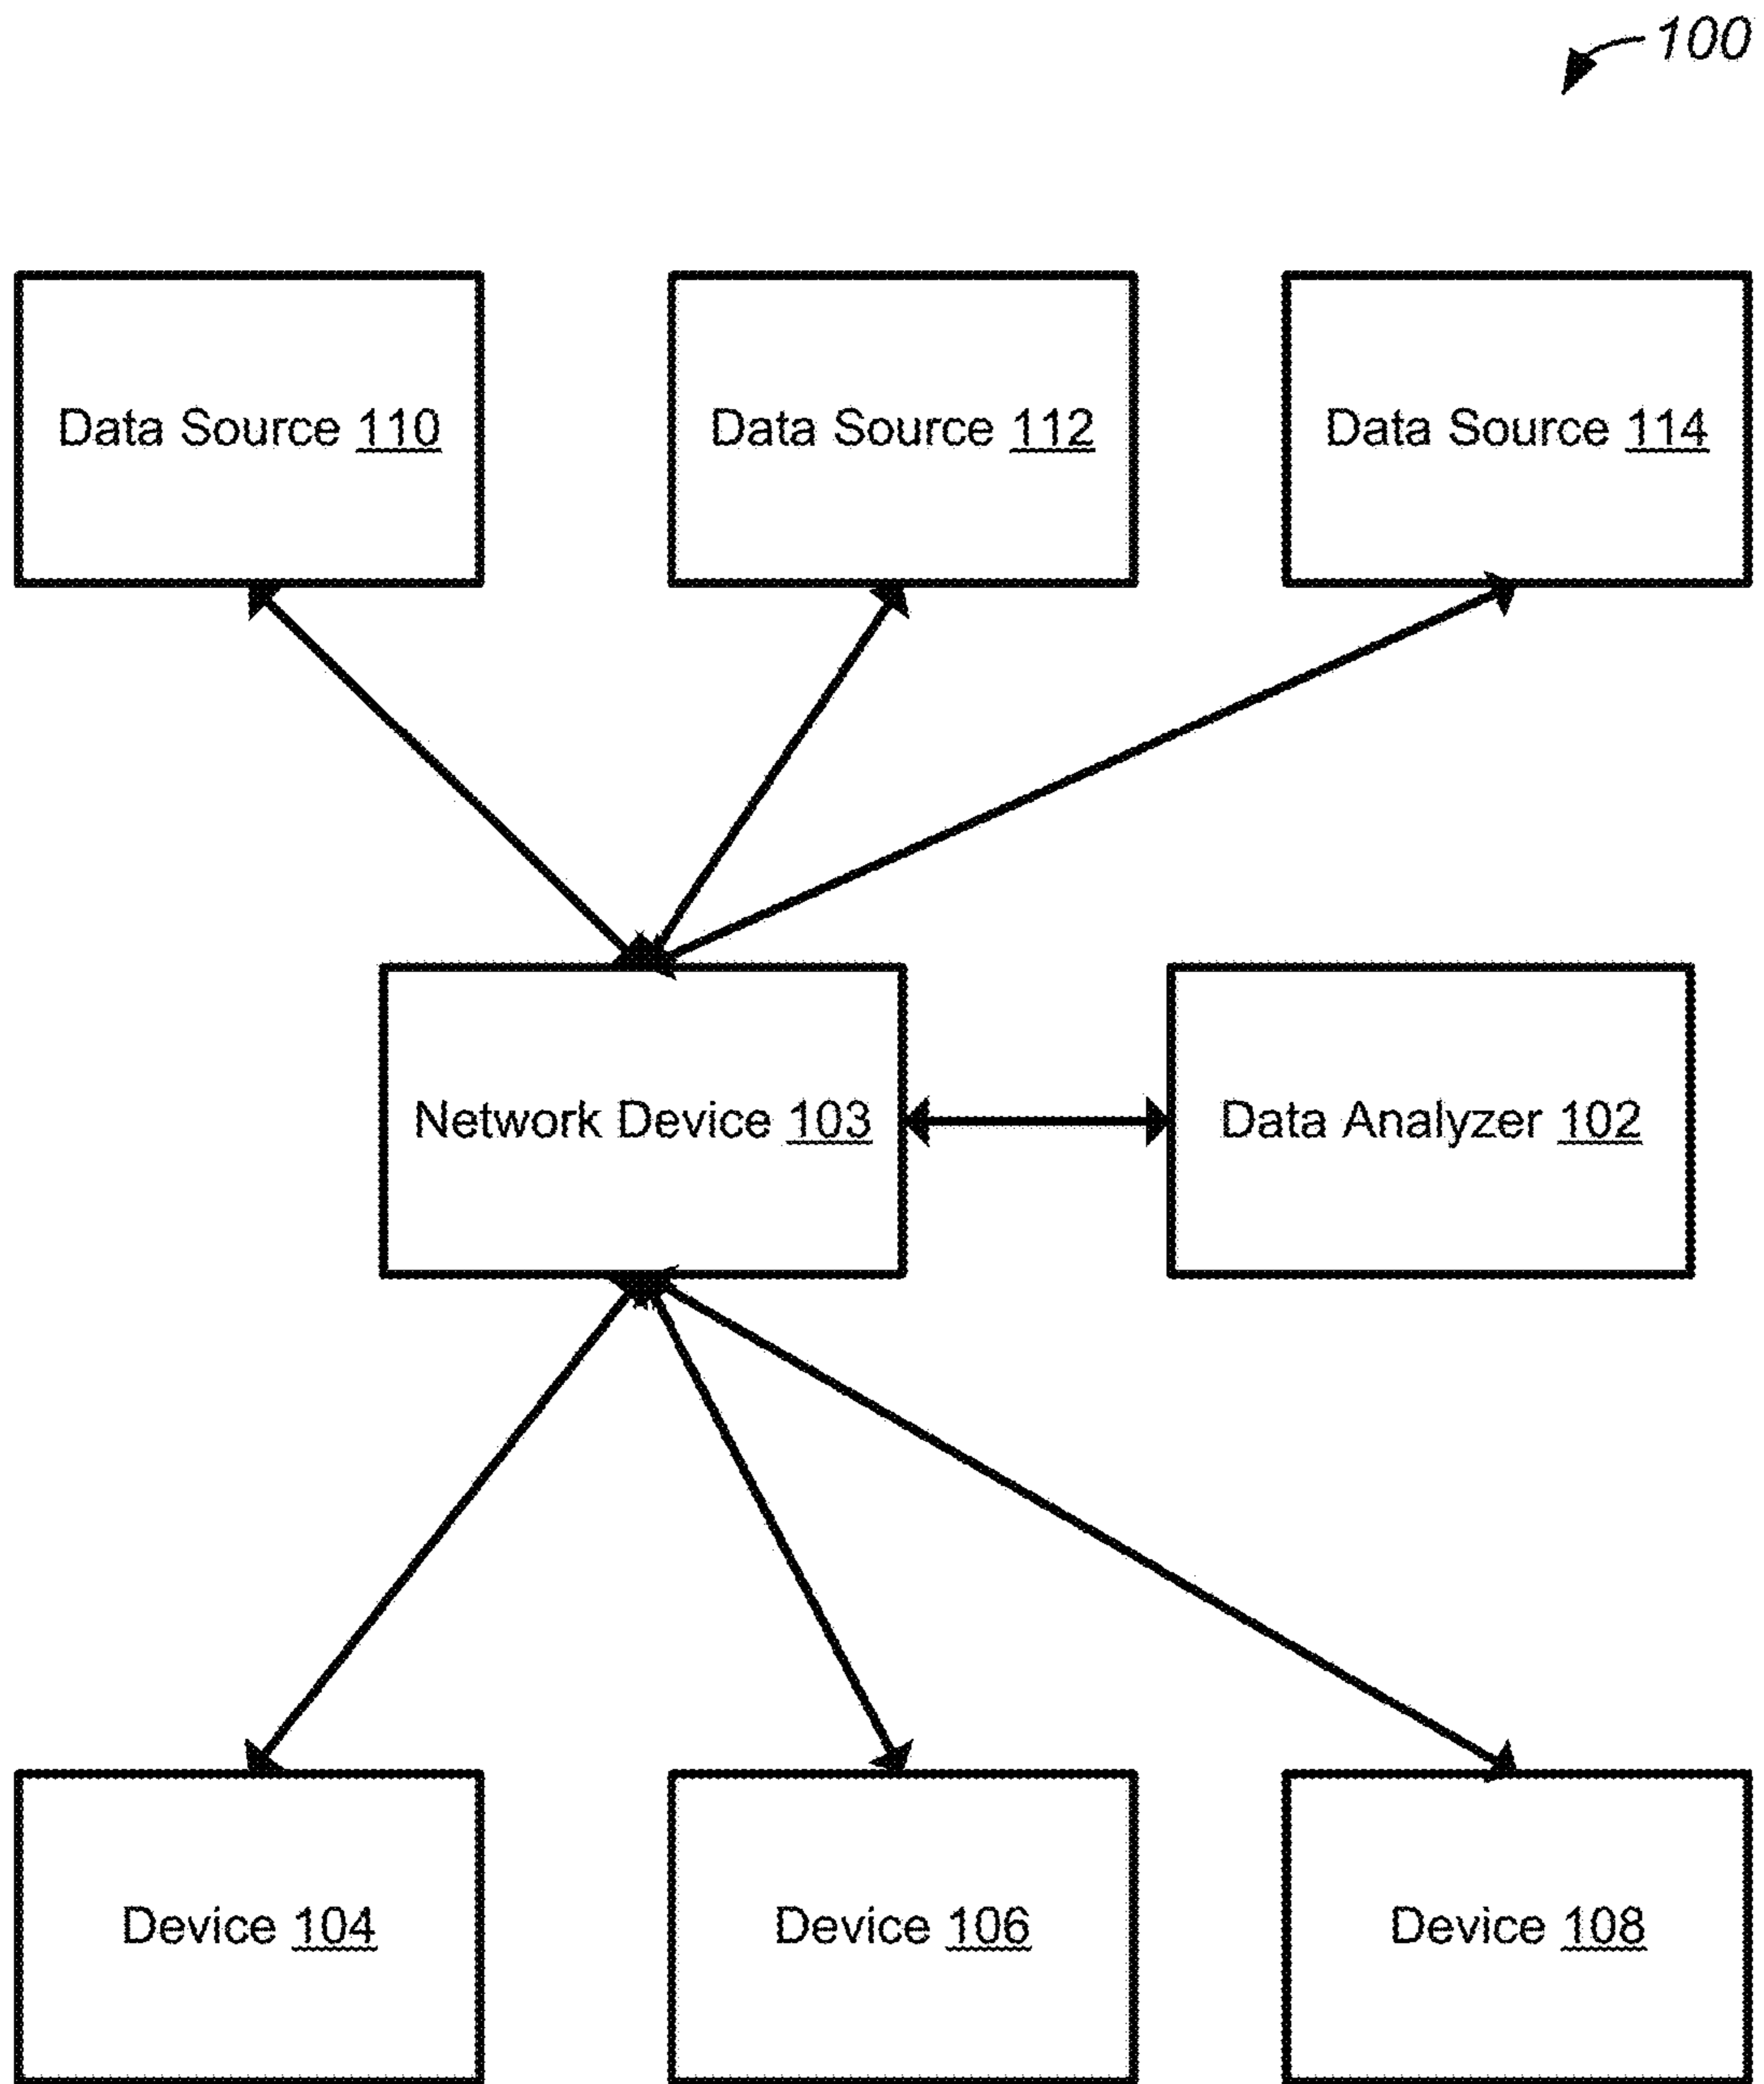 100
Data Source 110
Data Source 112
Data Source 114
Network Device 103
Data Analyzer 102
Device 104
Device 106
Device 108